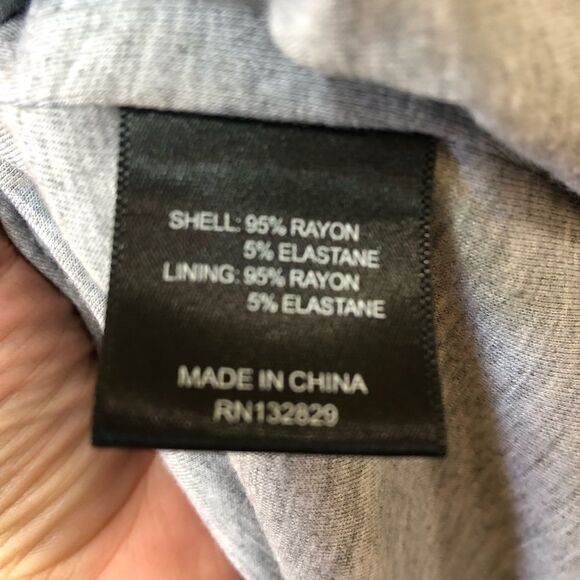 SHELL: 95% RAYON
5% ELASTANE
LINING: 95% RAYON
5% ELASTANE
MADE IN CHINA
RN132829